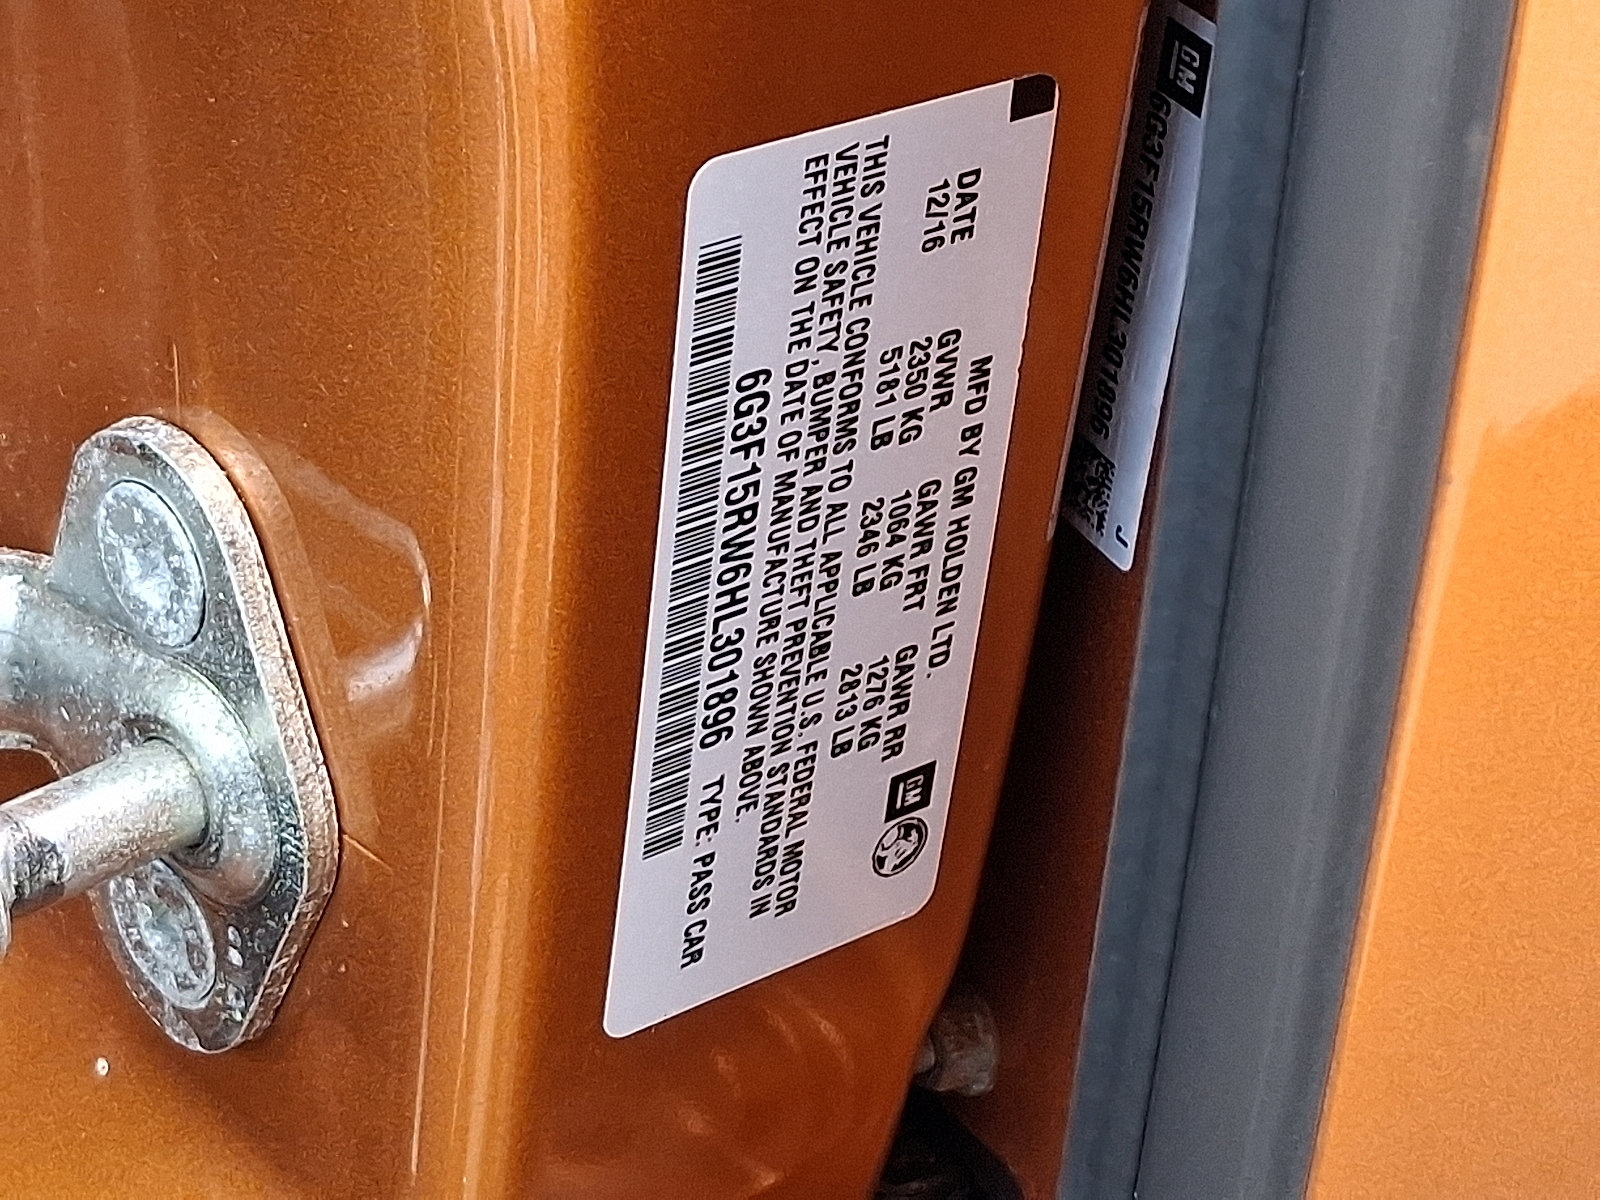 MFD BY GM HOLDEN LTD.
DATE GVWR GAWR FRT GAWR RR
12/16 2350 KG 1064 KG 1276 KG
5181 LB 2346 LB 2813 LB
GM
THIS VEHICLE CONFORMS TO ALL APPLICABLE U.S. FEDERAL MOTOR
VEHICLE SAFETY, BUMPER AND THEFT PREVENTION STANDARDS IN
EFFECT ON THE DATE OF MANUFACTURE SHOWN ABOVE.
6G3F15RW6HL301896 TYPE: PASS CAR
GM
6G3F15RW6HL301896
J